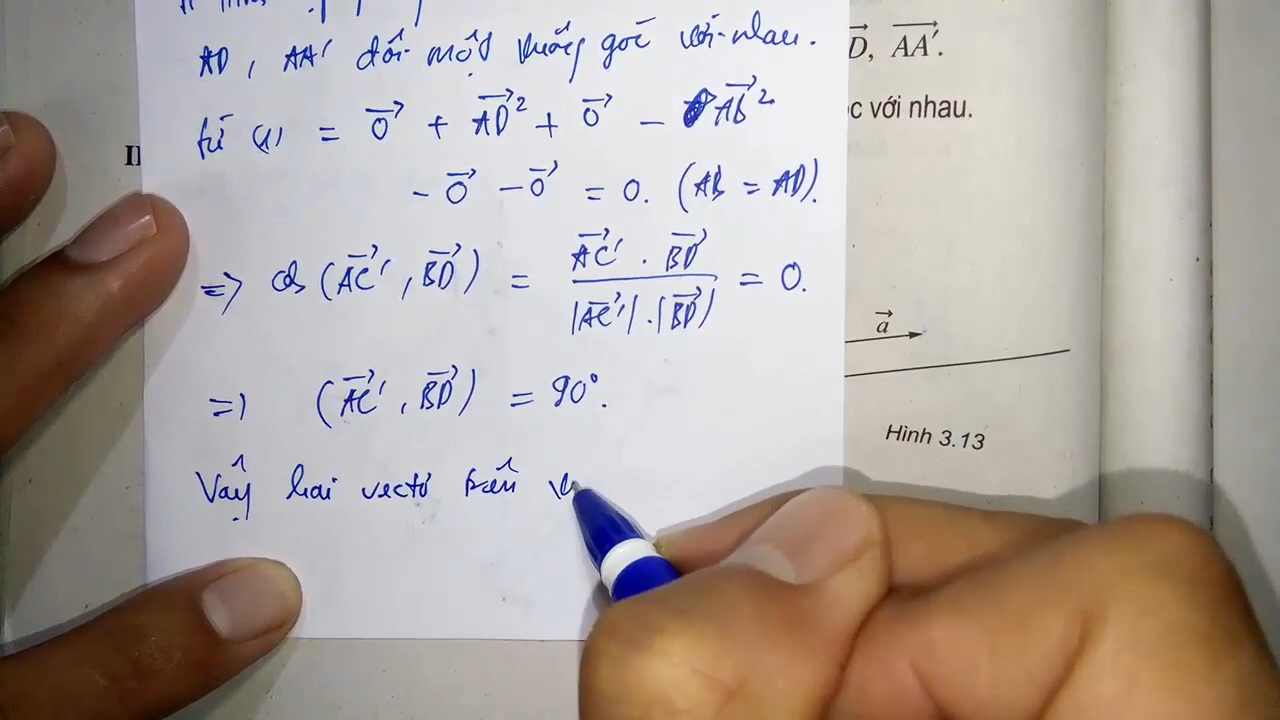 AD, AA' đôi một vuông góc với nhau.
từ (1) = 0⃗ + AD⃗² + 0⃗ - AB⃗²
- 0⃗ - 0⃗ = 0. (AB = AD).
=> cos (AC'⃗, BD⃗) = AC'⃗ . BD⃗ / |AC'⃗| . |BD⃗| = 0.
=> (AC'⃗, BD⃗) = 90°.
Vậy hai vectơ trên
D⃗, AA'⃗.
c với nhau.
a⃗
Hình 3.13